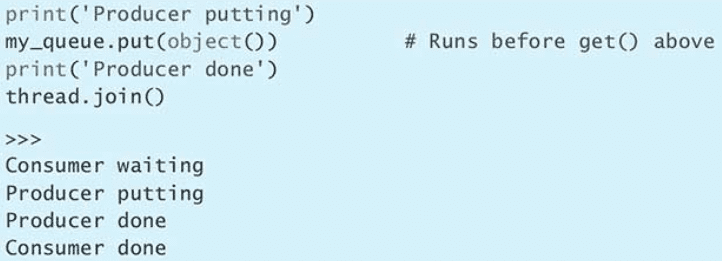 print('Producer putting')
my_queue.put(object())          # Runs before get() above
print('Producer done')
thread.join()
>>>
Consumer waiting
Producer putting
Producer done
Consumer done